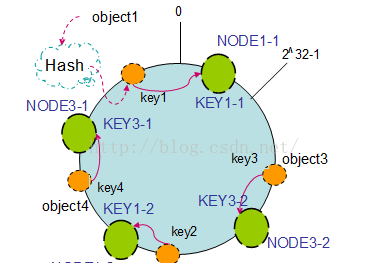 object1
0
NODE1-1
2^32-1
Hash
key1
KEY1-1
NODE3-1
KEY3-1
http://blog.csdn.net/
key3
object3
key4
KEY3-2
object4
KEY1-2
key2
NODE3-2